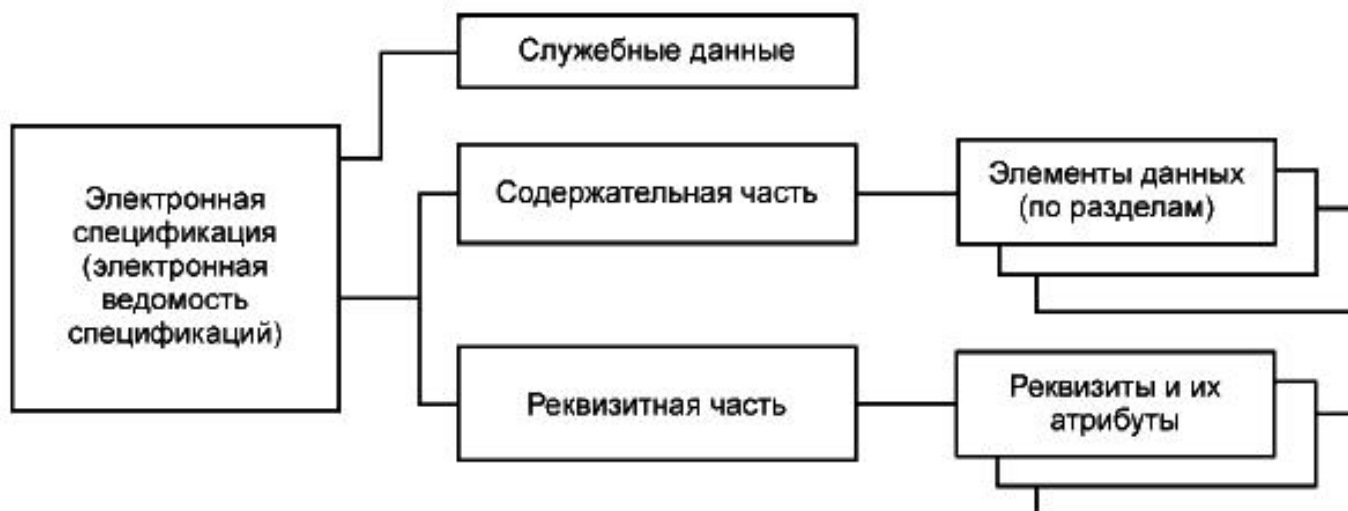 Служебные данные
Электронная
спецификация
(электронная
ведомость
спецификаций)
Содержательная часть
Элементы данных
(по разделам)
Реквизитная часть
Реквизиты и их
атрибуты